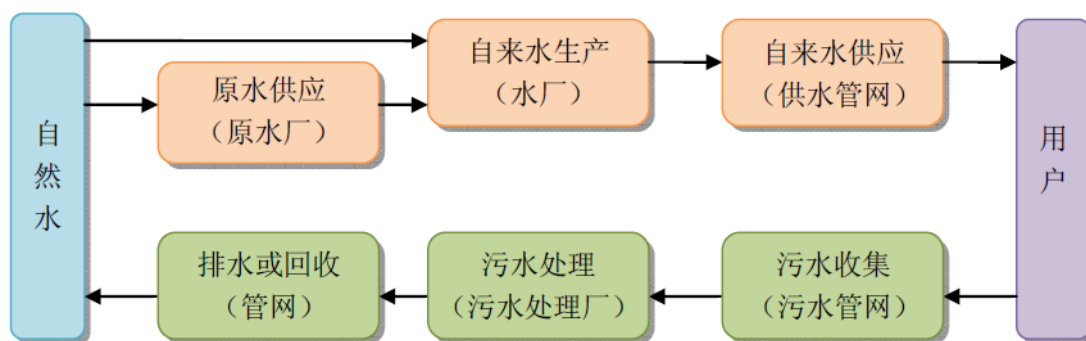 自然水
原水供应
（原水厂）
自来水生产
（水厂）
自来水供应
（供水管网）
用户
排水或回收
（管网）
污水处理
（污水处理厂）
污水收集
（污水管网）